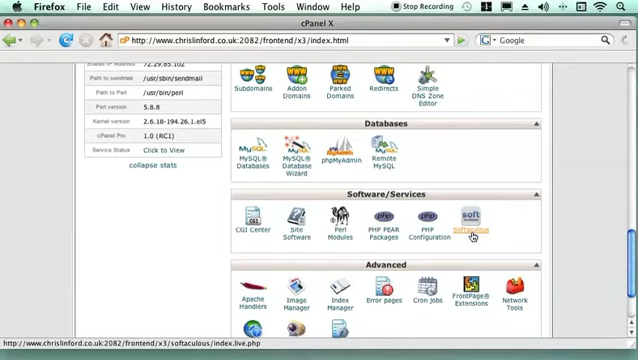 Firefox File Edit View History Bookmarks Tools Window Help Stop Recording
cPanel X
cP http://www.chrislinford.co.uk:2082/frontend/x3/index.html
G Google
Path to sendmail /usr/sbin/sendmail
Path to Perl /usr/bin/perl
Perl version 5.8.8
Kernel version 2.6.18-194.26.1.el5
cPanel Pro 1.0 (RC1)
Service Status Click to View
collapse stats
Subdomains
Addon Domains
Parked Domains
Redirects
Simple DNS Zone Editor
Databases
MySQL® Databases
MySQL® Database Wizard
phpMyAdmin
Remote MySQL
Software/Services
CGI
CGI Center
Site Software
Perl Modules
php
PHP PEAR Packages
php
PHP Configuration
soft
Softaculous
Advanced
Apache Handlers
Image Manager
Index Manager
Error pages
Cron jobs
FrontPage® Extensions
Network Tools
http://www.chrislinford.co.uk:2082/frontend/x3/softaculous/index.live.php